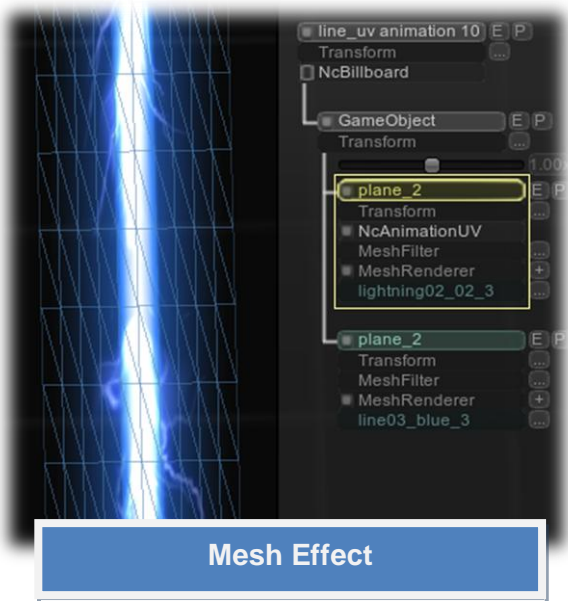 line_uv animation 10 E P
Transform ...
NcBillboard
GameObject E P
Transform ...
1.00x
plane_2 E P
Transform ...
NcAnimationUV
MeshFilter ...
MeshRenderer +
lightning02_02_3 ...
plane_2 E P
Transform ...
MeshFilter ...
MeshRenderer +
line03_blue_3 ...
Mesh Effect